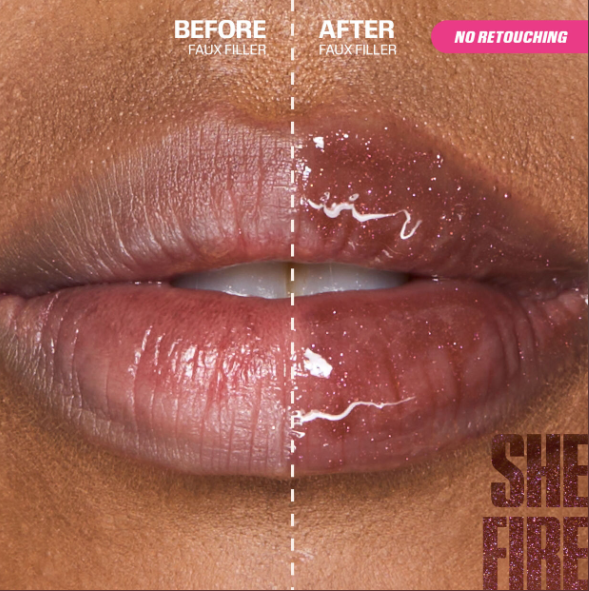 BEFORE
FAUX FILLER
AFTER
FAUX FILLER
NO RETOUCHING
SHE
FIRE